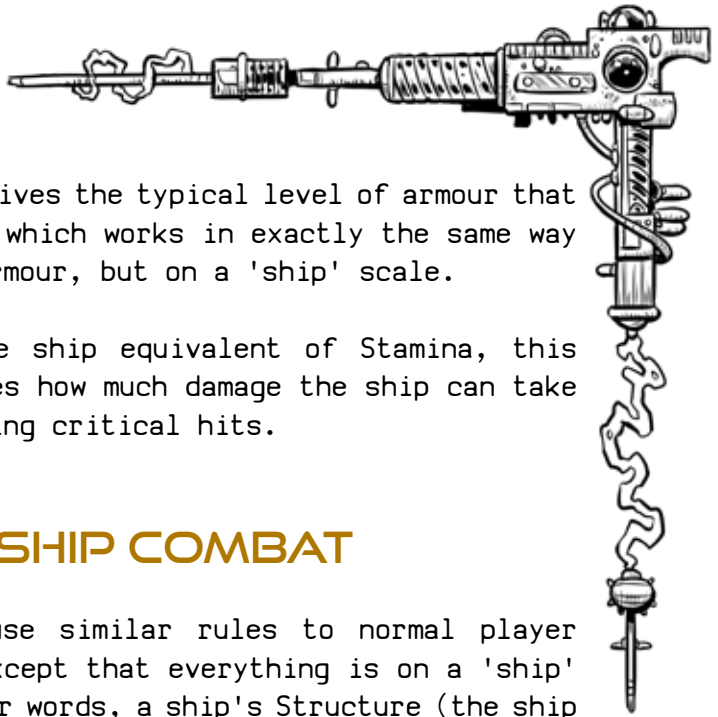 ives the typical level of armour that
which works in exactly the same way
rmour, but on a 'ship' scale.
e ship equivalent of Stamina, this
es how much damage the ship can take
ing critical hits.
SHIP COMBAT
use similar rules to normal player
xcept that everything is on a 'ship'
r words, a ship's Structure (the ship